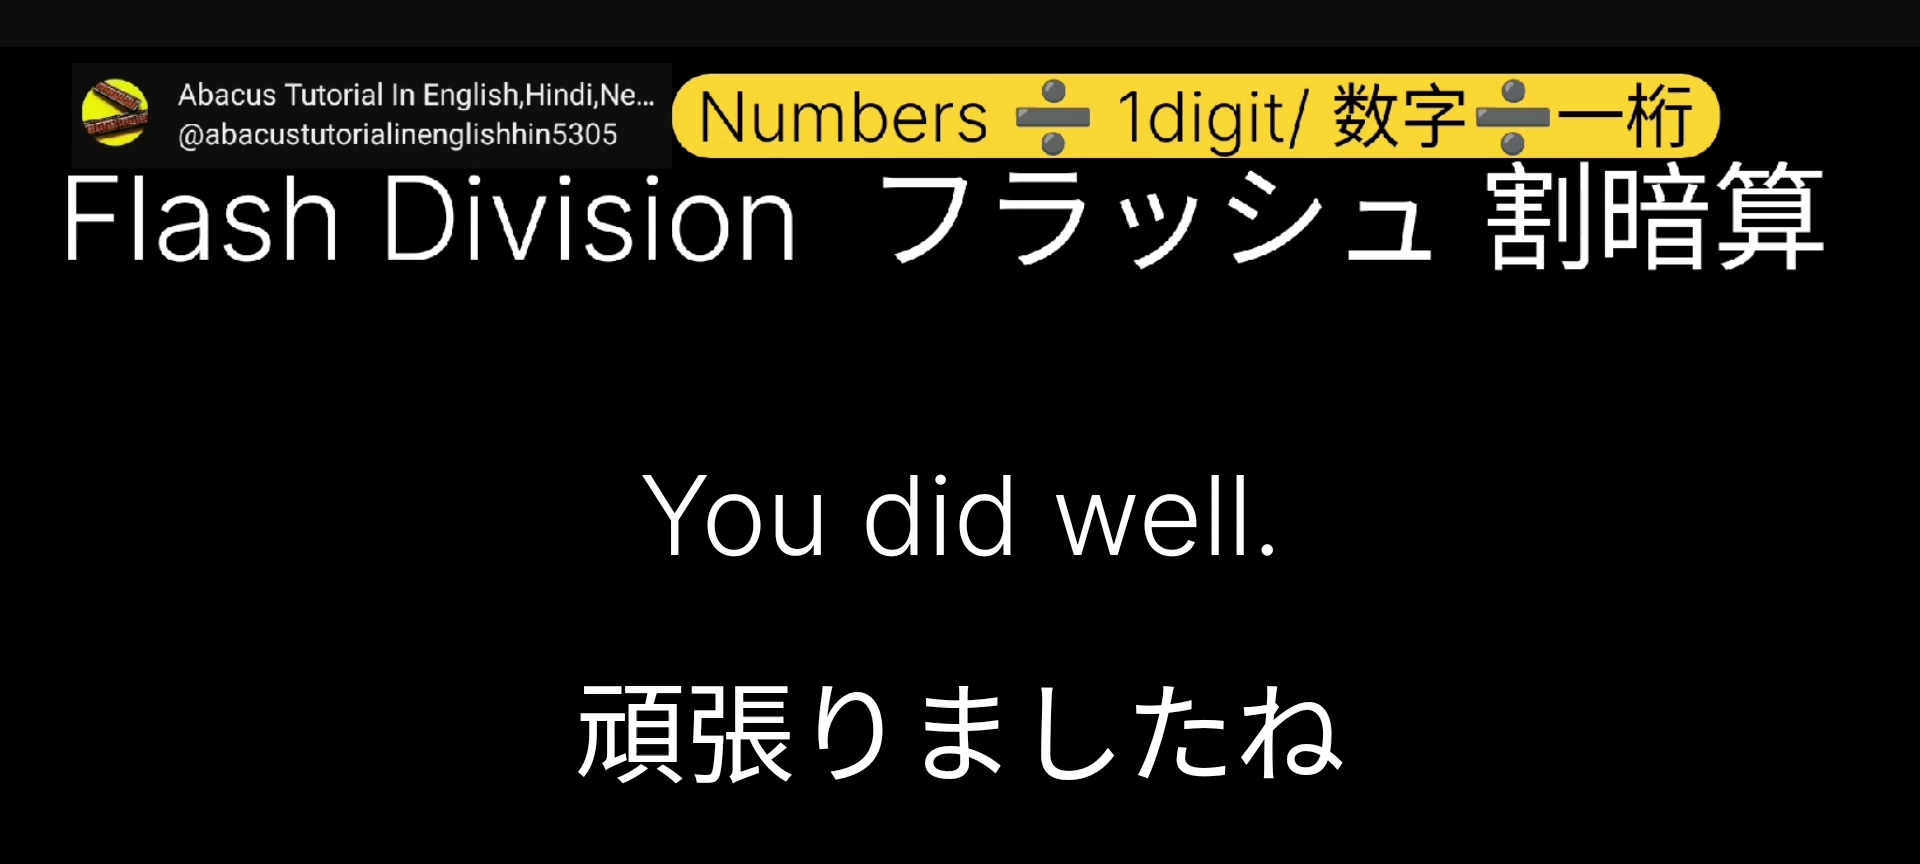 Abacus Tutorial In English,Hindi,Ne...
@abacustutorialinenglishhin5305
Numbers ➗ 1digit/ 数字➗一桁
Flash Division フラッシュ 割暗算
You did well.
頑張りましたね